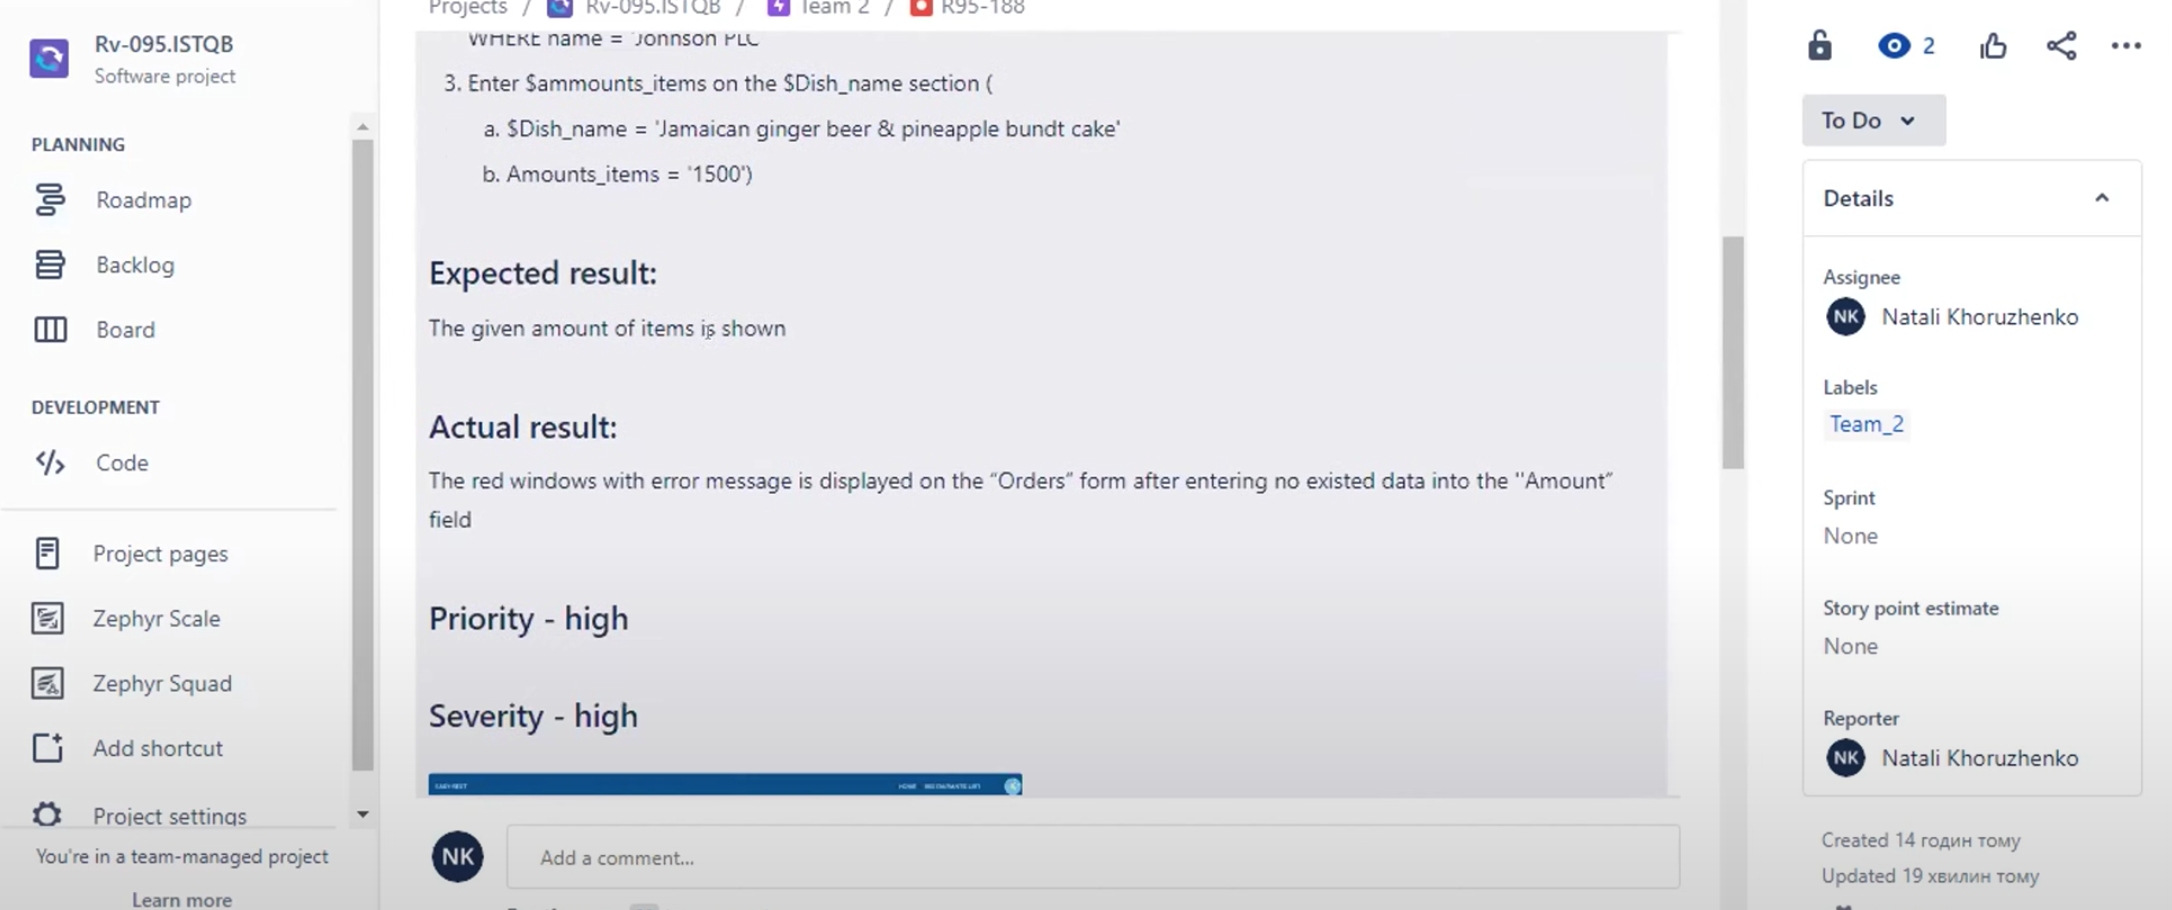 Projects / Rv-095.ISTQB / Team 2 / R95-188
Rv-095.ISTQB
Software project
PLANNING
Roadmap
Backlog
Board
DEVELOPMENT
Code
Project pages
Zephyr Scale
Zephyr Squad
Add shortcut
Project settings
You're in a team-managed project
Learn more
WHERE name = 'Johnson PLC
3. Enter $ammounts_items on the $Dish_name section (
a. $Dish_name = 'Jamaican ginger beer & pineapple bundt cake'
b. Amounts_items = '1500')
Expected result:
The given amount of items is shown
Actual result:
The red windows with error message is displayed on the “Orders” form after entering no existed data into the "Amount”
field
Priority - high
Severity - high
HOME
NK
Add a comment...
2
To Do
Details
Assignee
NK Natali Khoruzhenko
Labels
Team_2
Sprint
None
Story point estimate
None
Reporter
NK Natali Khoruzhenko
Created 14 годин тому
Updated 19 хвилин тому